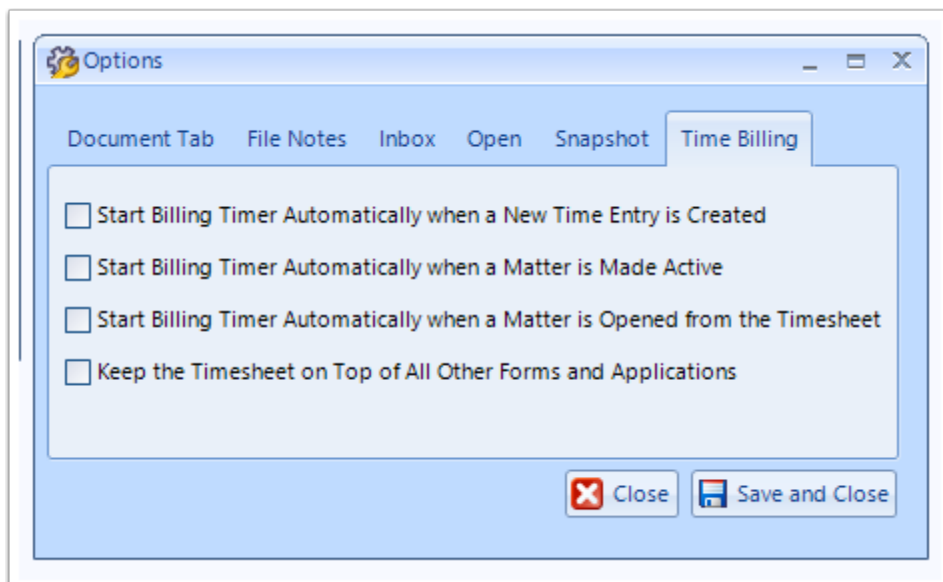 Options
Document Tab File Notes Inbox Open Snapshot Time Billing
Start Billing Timer Automatically when a New Time Entry is Created
Start Billing Timer Automatically when a Matter is Made Active
Start Billing Timer Automatically when a Matter is Opened from the Timesheet
Keep the Timesheet on Top of All Other Forms and Applications
Close Save and Close